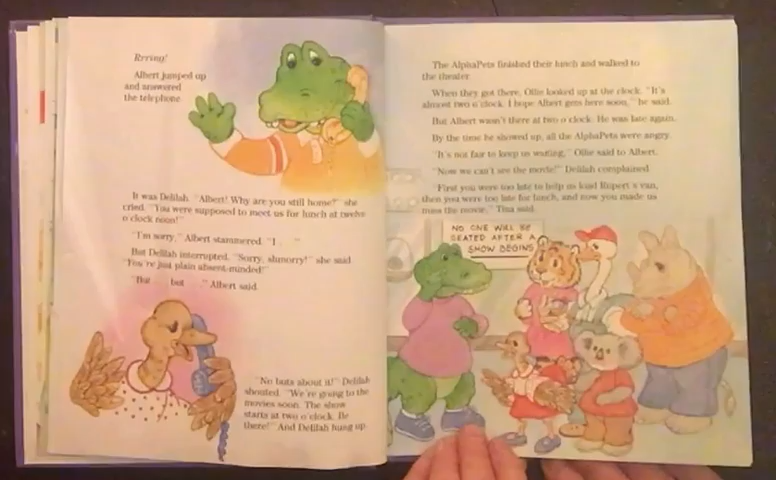 Rrring!
Albert jumped up
and answered
the telephone.
It was Delilah. "Albert! Why are you still home?" she
cried. "You were supposed to meet us for lunch at twelve
o'clock noon!"
"I'm sorry," Albert stammered. "I . . . "
But Delilah interrupted. "Sorry, shmorry!" she said.
"You're just plain absent-minded!"
"But . . . but . . . " Albert said.
"No buts about it!" Delilah
shouted. "We're going to the
movies soon. The show
starts at two o'clock. Be
there!" And Delilah hung up.
The AlphaPets finished their lunch and walked to
the theater.
When they got there, Ollie looked up at the clock. "It's
almost two o'clock. I hope Albert gets here soon," he said.
But Albert wasn't there at two o'clock. He was late again.
By the time he showed up, all the AlphaPets were angry.
"It's not fair to keep us waiting," Ollie said to Albert.
"Now we can't see the movie!" Delilah complained.
"First you were too late to help us load Rupert's van,
then you were too late for lunch, and now you made us
miss the movie," Tina said.
NO ONE WILL BE
SEATED AFTER A
SHOW BEGINS